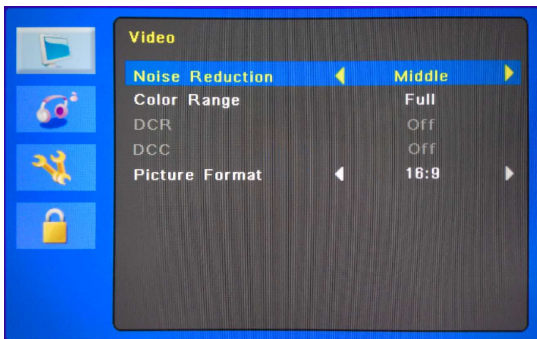 Video
Noise Reduction Middle
Color Range Full
DCR Off
DCC Off
Picture Format 16:9